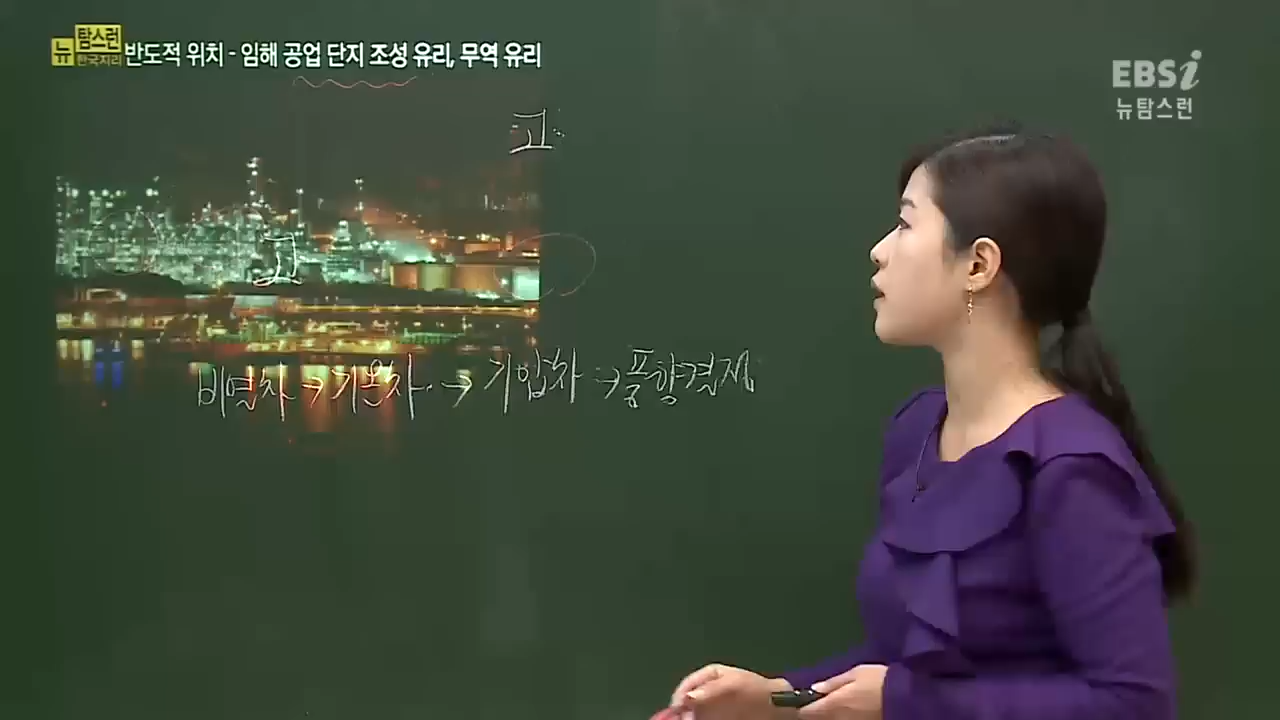 뉴 탐스런
한국지리
반도적 위치 - 임해 공업 단지 조성 유리, 무역 유리
EBSi
뉴탐스런
고
고
비열차 → 기온차 → 기압차 → 풍향결정